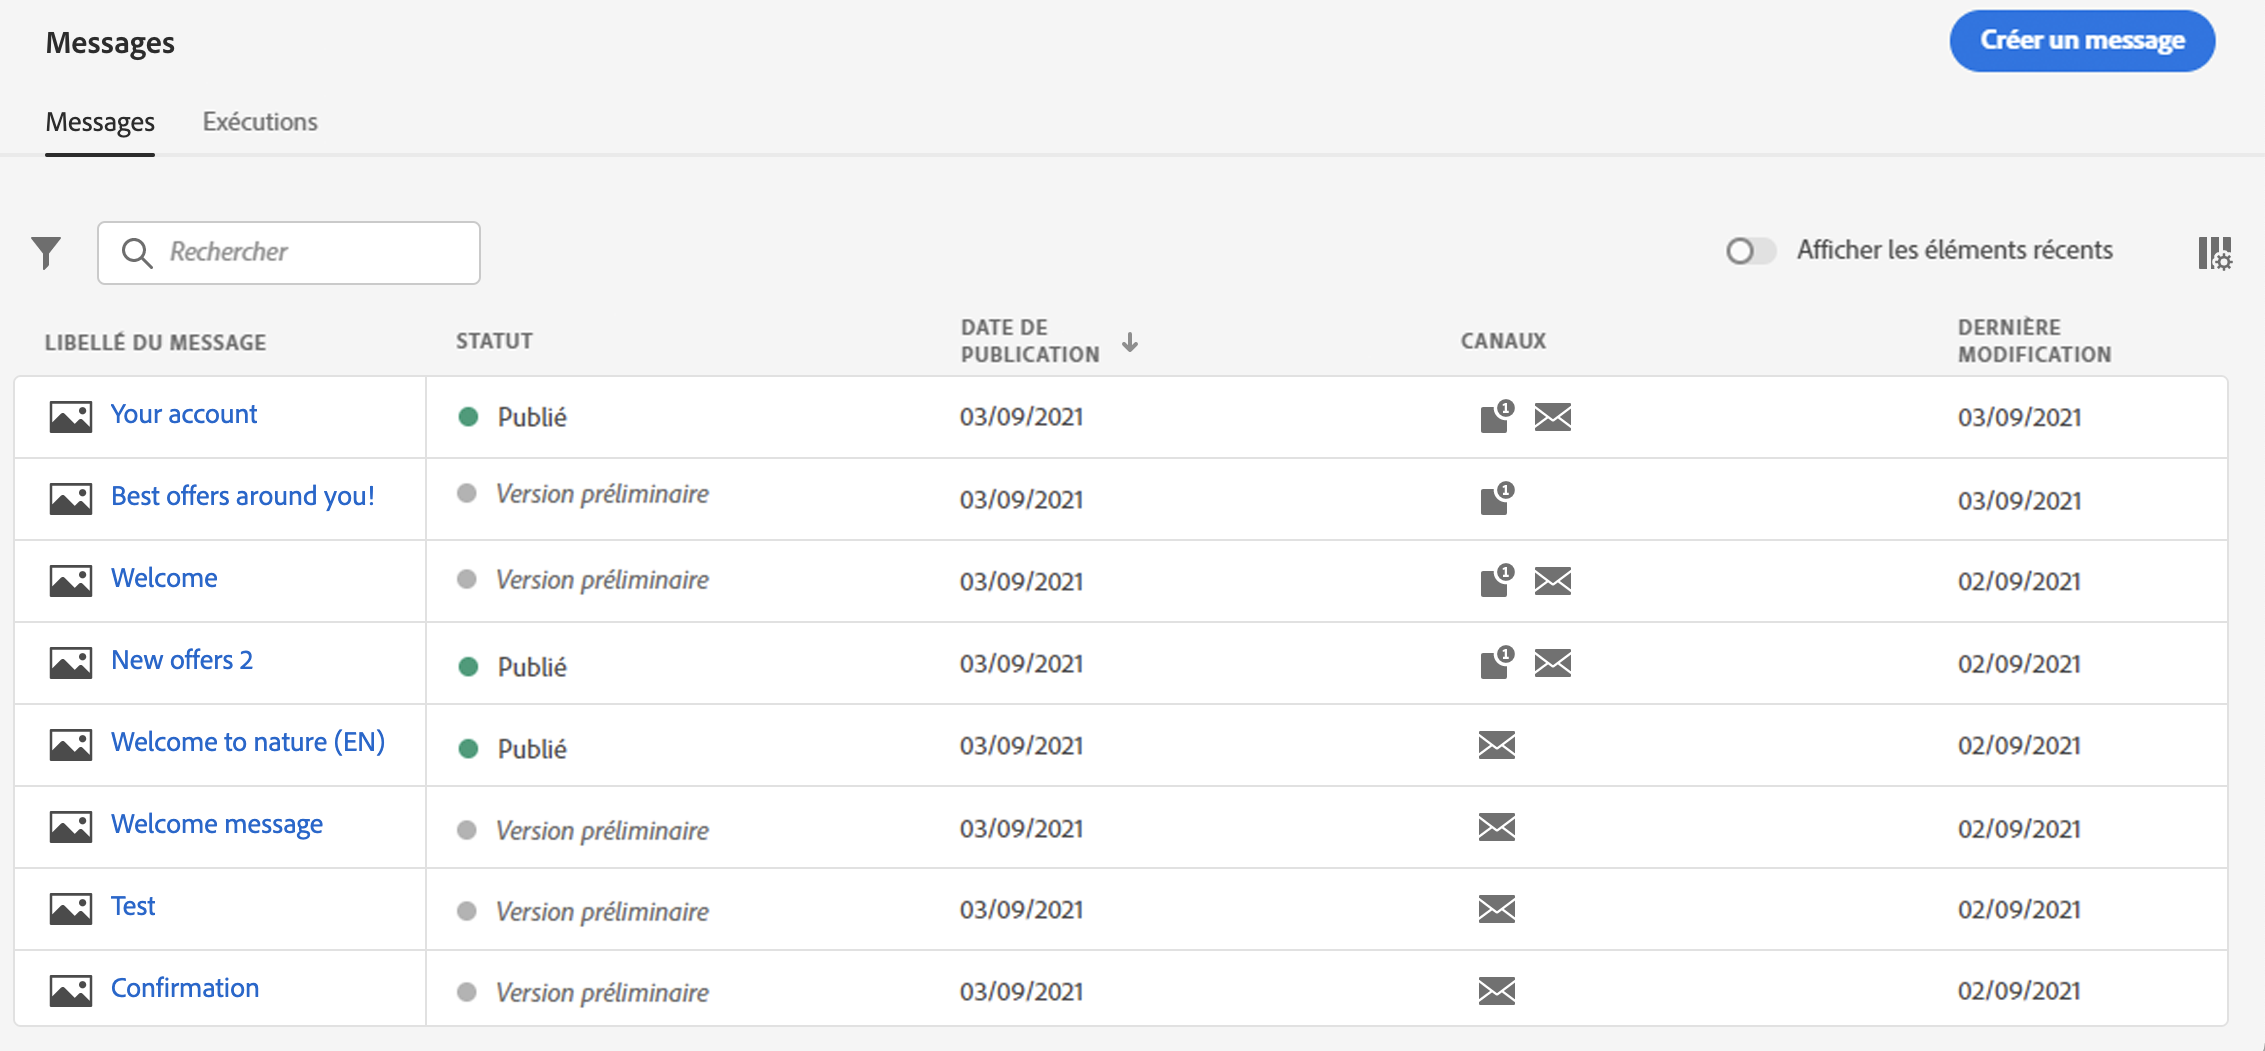 Messages
Créer un message
Messages
Exécutions
Rechercher
Afficher les éléments récents
LIBELLÉ DU MESSAGE
STATUT
DATE DE
PUBLICATION
CANAUX
DERNIÈRE
MODIFICATION
Your account
Publié
03/09/2021
1
03/09/2021
Best offers around you!
Version préliminaire
03/09/2021
1
03/09/2021
Welcome
Version préliminaire
03/09/2021
1
02/09/2021
New offers 2
Publié
03/09/2021
1
02/09/2021
Welcome to nature (EN)
Publié
03/09/2021
02/09/2021
Welcome message
Version préliminaire
03/09/2021
02/09/2021
Test
Version préliminaire
03/09/2021
02/09/2021
Confirmation
Version préliminaire
03/09/2021
02/09/2021